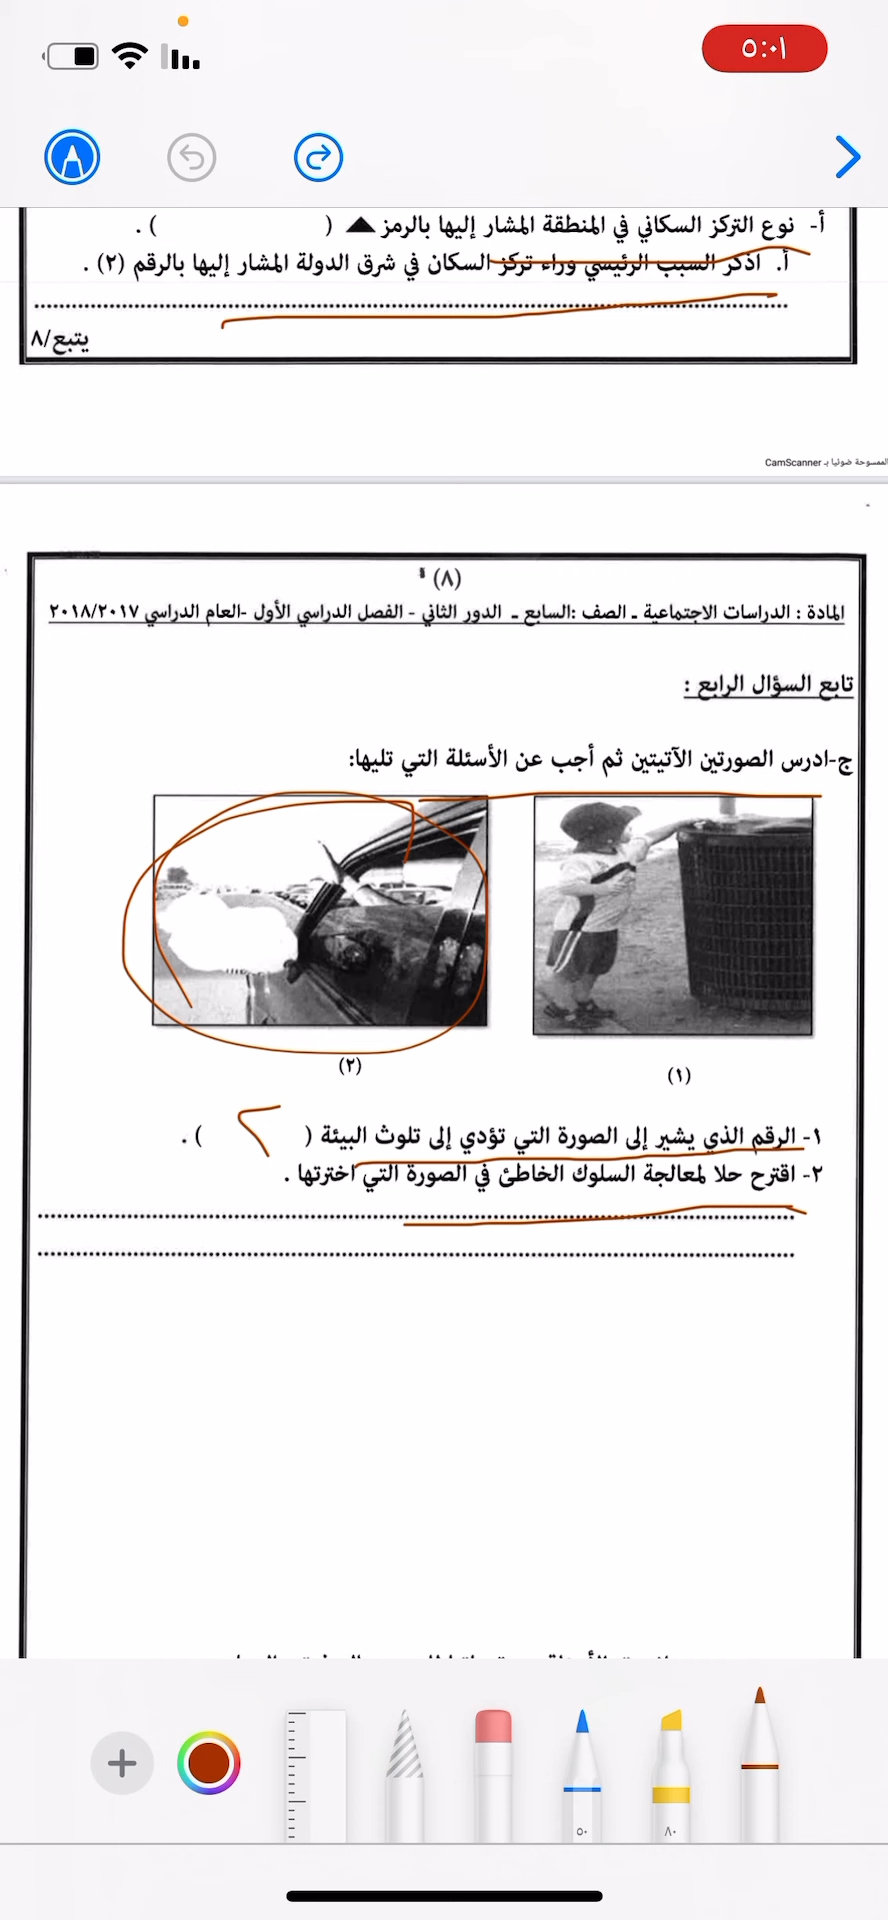 ٥:٠١
أ- نوع التركز السكاني في المنطقة المشار إليها بالرمز ▲ ( ) .
أ. اذكر السبب الرئيسي وراء تركز السكان في شرق الدولة المشار إليها بالرقم (٢) .
يتبع/٨
الممسوحة ضوئيا بـ CamScanner
(٨)
المادة : الدراسات الاجتماعية ـ الصف :السابع ـ الدور الثاني - الفصل الدراسي الأول -العام الدراسي ٢٠١٨/٢٠١٧
تابع السؤال الرابع :
ج-ادرس الصورتين الآتيتين ثم أجب عن الأسئلة التي تليها:
(١)
(٢)
١- الرقم الذي يشير إلى الصورة التي تؤدي إلى تلوث البيئة ( ٢ ) .
٢- اقترح حلا لمعالجة السلوك الخاطئ في الصورة التي اخترتها .
٥٠
٨٠